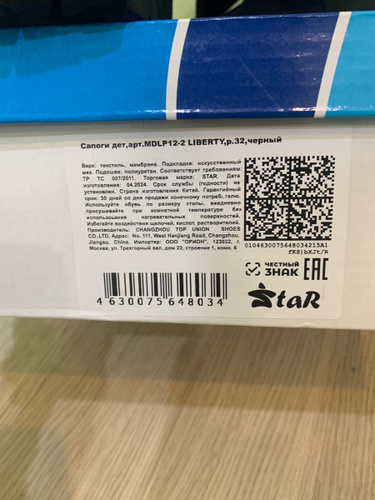 Сапоги дет,арт.MDLP12-2 LIBERTY,р.32,черный
Верх: текстиль, мембрана. Подкладка: искусственный
мех. Подошва: полиуретан. Соответствует требованиям:
ТР ТС 007/2011. Торговая марка: STAR. Дата
изготовления: 04.2024. Срок службы (годности) не
установлен. Страна изготовления Китай. Гарантийный
срок: 30 дней со дня продажи конечному потреб. телю.
Используйте обувь по размеру стопы, ежедневно
просушивайте при комнатной температуре без
использования нагревательных поверхностей.
Избегайте воздействия щелочей, кислот, растворителей.
Изготовитель: CHANGZHOU TOP UNION SHOES
CO.,LTD. Адрес: No. 111, West Hanjiang Road, Changzhou,
Jiangsu, China. Импортер: ООО "ОРИОН", 123022, г.
Москва, ул. Трехгорный вал, дом 22, строение 1, комн. 6
0104630075648034215A1
fKS)bXJt/R
ЧЕСТНЫЙ
ЗНАК
EAC
StaR
4630075648034